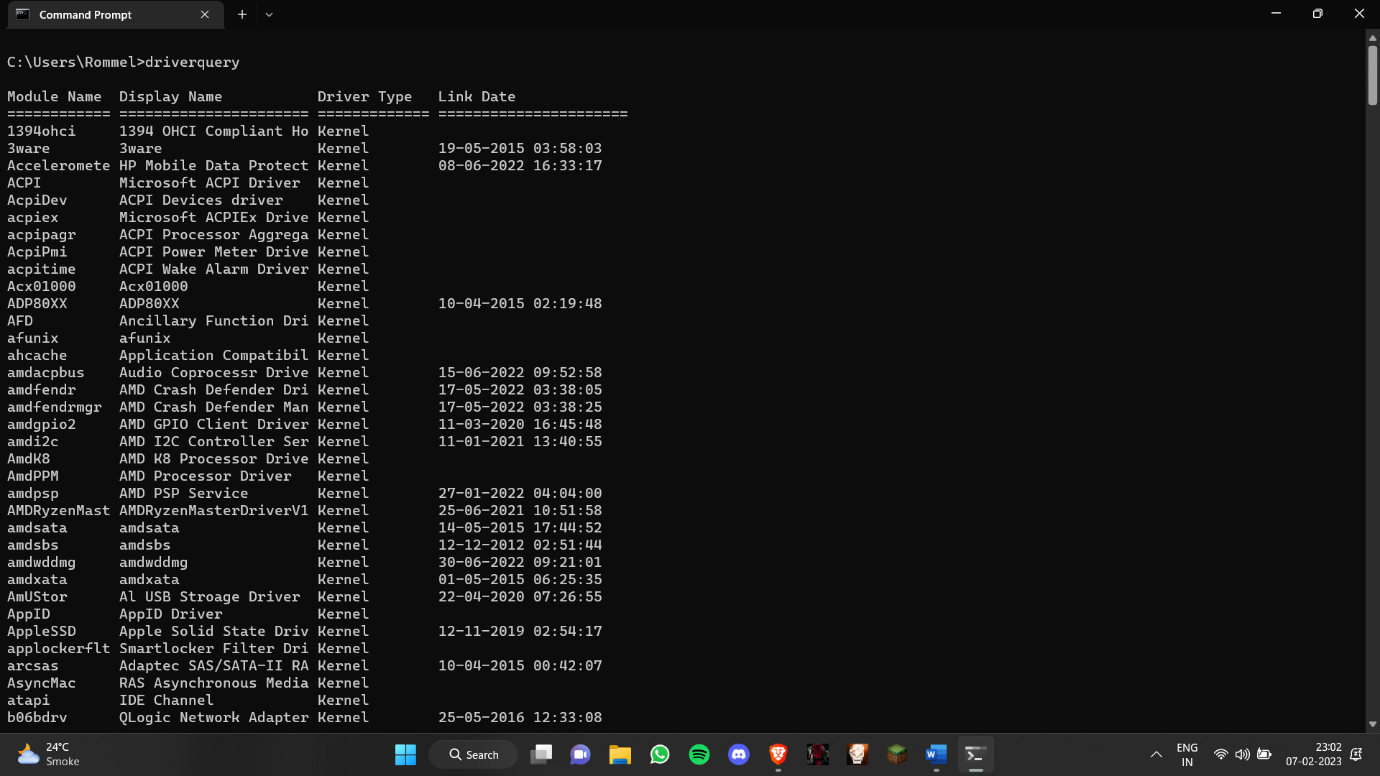 Command Prompt
C:\Users\Rommel>driverquery
Module Name  Display Name           Driver Type   Link Date
============ ====================== ============= ======================
1394ohci     1394 OHCI Compliant Ho Kernel
3ware        3ware                  Kernel        19-05-2015 03:58:03
Acceleromete HP Mobile Data Protect Kernel        08-06-2022 16:33:17
ACPI         Microsoft ACPI Driver  Kernel
AcpiDev      ACPI Devices driver    Kernel
acpiex       Microsoft ACPIEx Drive Kernel
acpipagr     ACPI Processor Aggrega Kernel
AcpiPmi      ACPI Power Meter Drive Kernel
acpitime     ACPI Wake Alarm Driver Kernel
Acx01000     Acx01000               Kernel
ADP80XX      ADP80XX                Kernel        10-04-2015 02:19:48
AFD          Ancillary Function Dri Kernel
afunix       afunix                 Kernel
ahcache      Application Compatibil Kernel
amdacpbus    Audio Coprocessr Drive Kernel        15-06-2022 09:52:58
amdfendr     AMD Crash Defender Dri Kernel        17-05-2022 03:38:05
amdfendrmgr  AMD Crash Defender Man Kernel        17-05-2022 03:38:25
amdgpio2     AMD GPIO Client Driver Kernel        11-03-2020 16:45:48
amdi2c       AMD I2C Controller Ser Kernel        11-01-2021 13:40:55
AmdK8        AMD K8 Processor Drive Kernel
AmdPPM       AMD Processor Driver   Kernel
amdpsp       AMD PSP Service        Kernel        27-01-2022 04:04:00
AMDRyzenMast AMDRyzenMasterDriverV1 Kernel        25-06-2021 10:51:58
amdsata      amdsata                Kernel        14-05-2015 17:44:52
amdsbs       amdsbs                 Kernel        12-12-2012 02:51:44
amdwddmg     amdwddmg               Kernel        30-06-2022 09:21:01
amdxata      amdxata                Kernel        01-05-2015 06:25:35
AmUStor      Al USB Stroage Driver  Kernel        22-04-2020 07:26:55
AppID        AppID Driver           Kernel
AppleSSD     Apple Solid State Driv Kernel        12-11-2019 02:54:17
applockerflt Smartlocker Filter Dri Kernel
arcsas       Adaptec SAS/SATA-II RA Kernel        10-04-2015 00:42:07
AsyncMac     RAS Asynchronous Media Kernel
atapi        IDE Channel            Kernel
b06bdrv      QLogic Network Adapter Kernel        25-05-2016 12:33:08
24°C
Smoke
Search
ENG
IN
23:02
07-02-2023